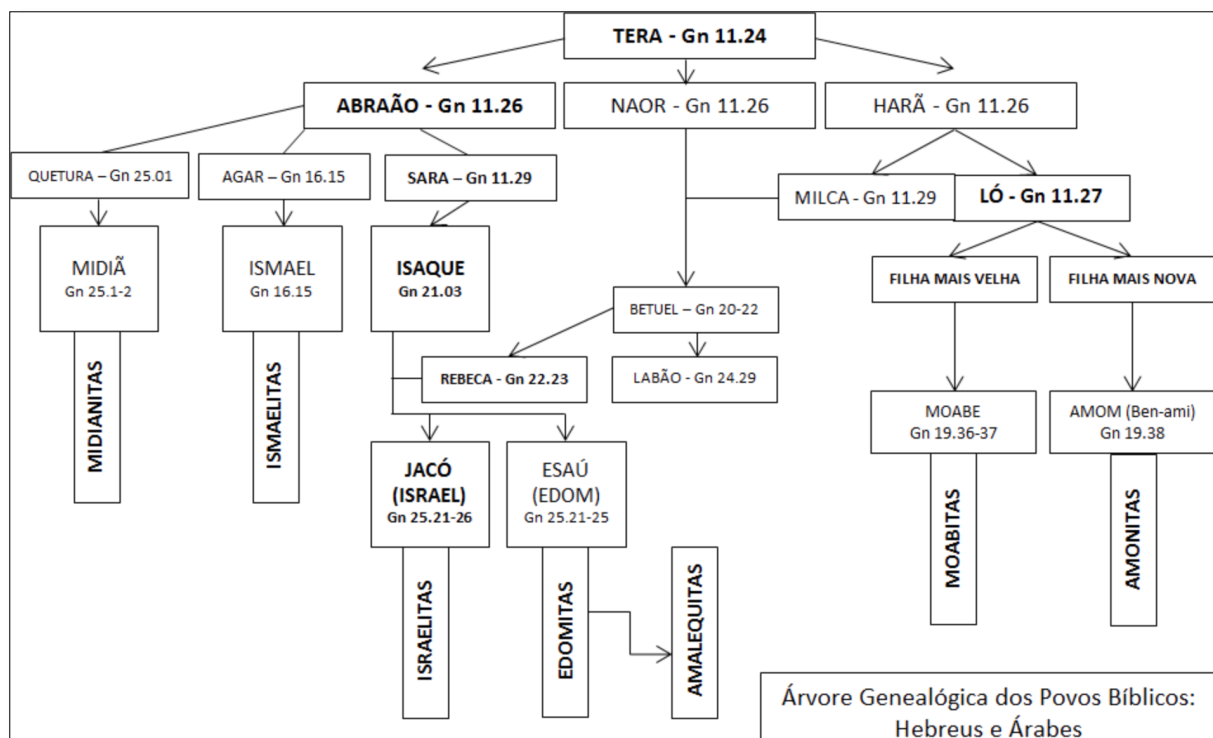 TERA - Gn 11.24
ABRAÃO - Gn 11.26
NAOR - Gn 11.26
HARÃ - Gn 11.26
QUETURA – Gn 25.01
AGAR – Gn 16.15
SARA – Gn 11.29
MILCA - Gn 11.29
LÓ - Gn 11.27
MIDIÃ
Gn 25.1-2
ISMAEL
Gn 16.15
ISAQUE
Gn 21.03
FILHA MAIS VELHA
FILHA MAIS NOVA
BETUEL – Gn 20-22
REBECA - Gn 22.23
LABÃO - Gn 24.29
MIDIANITAS
ISMAELITAS
MOABE
Gn 19.36-37
AMOM (Ben-ami)
Gn 19.38
JACÓ
(ISRAEL)
Gn 25.21-26
ESAÚ
(EDOM)
Gn 25.21-25
MOABITAS
AMONITAS
ISRAELITAS
EDOMITAS
AMALEQUITAS
Árvore Genealógica dos Povos Bíblicos:
Hebreus e Árabes